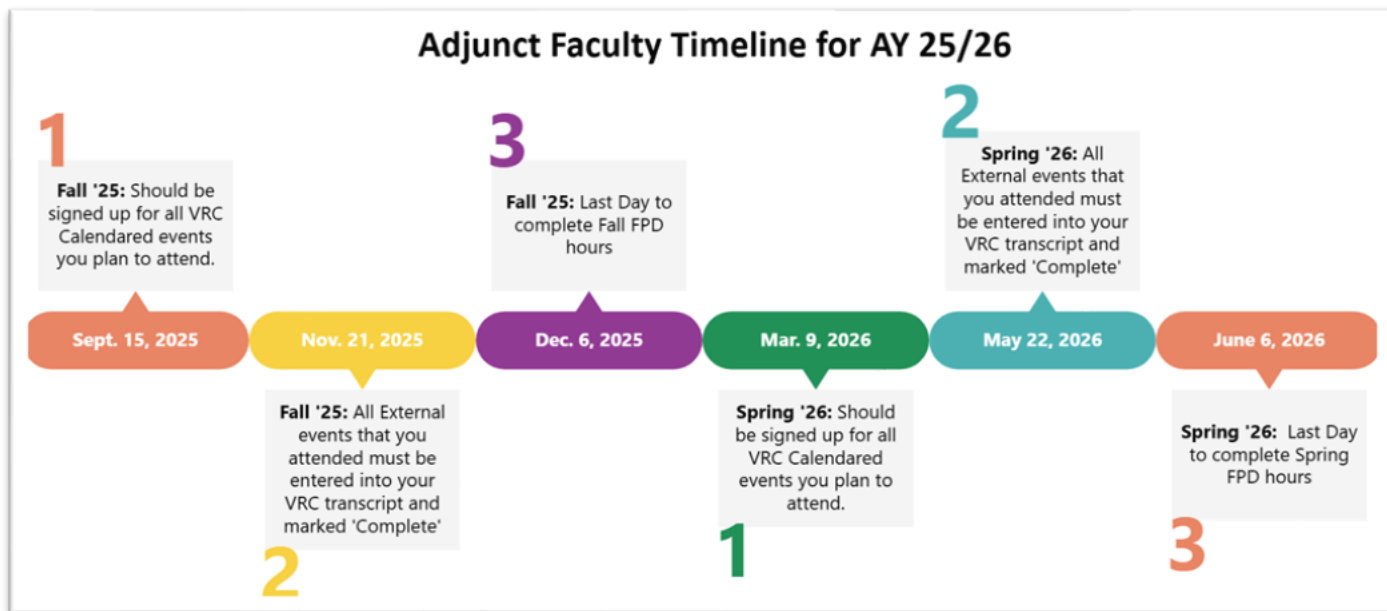 Adjunct Faculty Timeline for AY 25/26
1
Fall '25: Should be
signed up for all VRC
Calendared events
you plan to attend.
Sept. 15, 2025
Nov. 21, 2025
Fall '25: All External
events that you
attended must be
entered into your
VRC transcript and
marked 'Complete'
2
3
Fall '25: Last Day to
complete Fall FPD
hours
Dec. 6, 2025
Mar. 9, 2026
Spring '26: Should
be signed up for all
VRC Calendared
events you plan to
attend.
1
2
Spring '26: All
External events that
you attended must
be entered into your
VRC transcript and
marked 'Complete'
May 22, 2026
June 6, 2026
Spring '26:  Last Day
to complete Spring
FPD hours
3